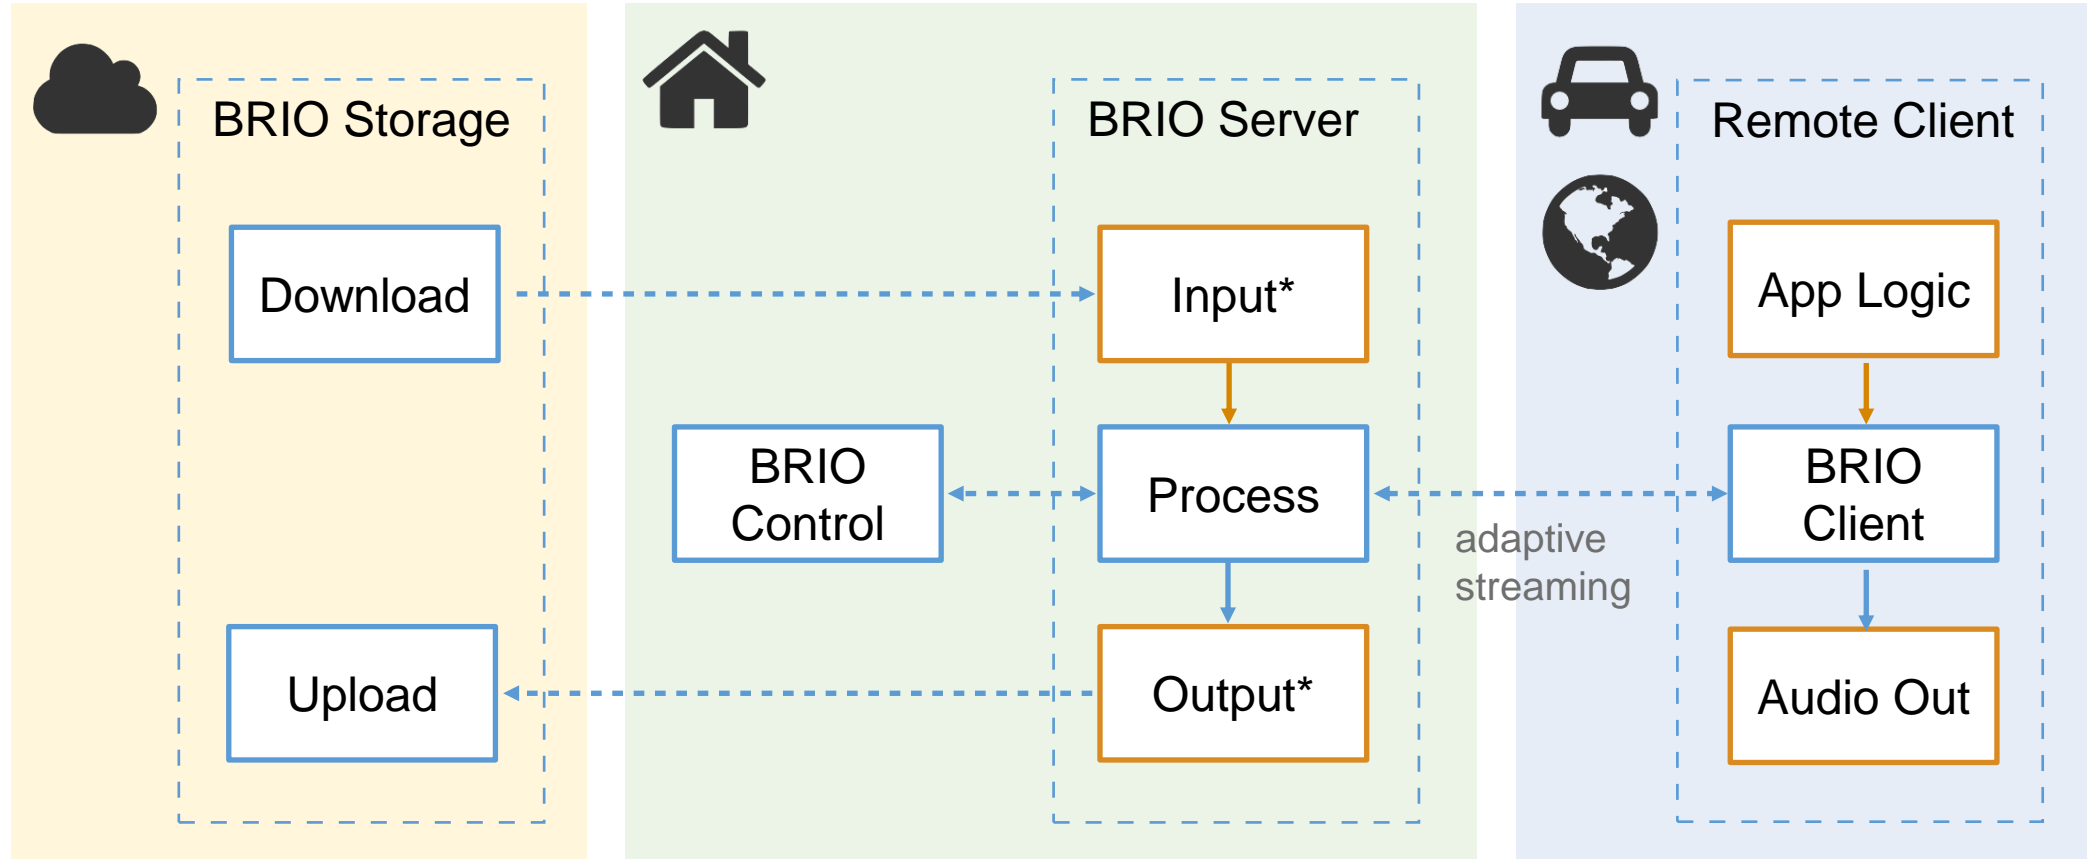 BRIO Storage
Download
Upload
BRIO Server
Input*
BRIO
Control
Process
Output*
adaptive
streaming
Remote Client
App Logic
BRIO
Client
Audio Out